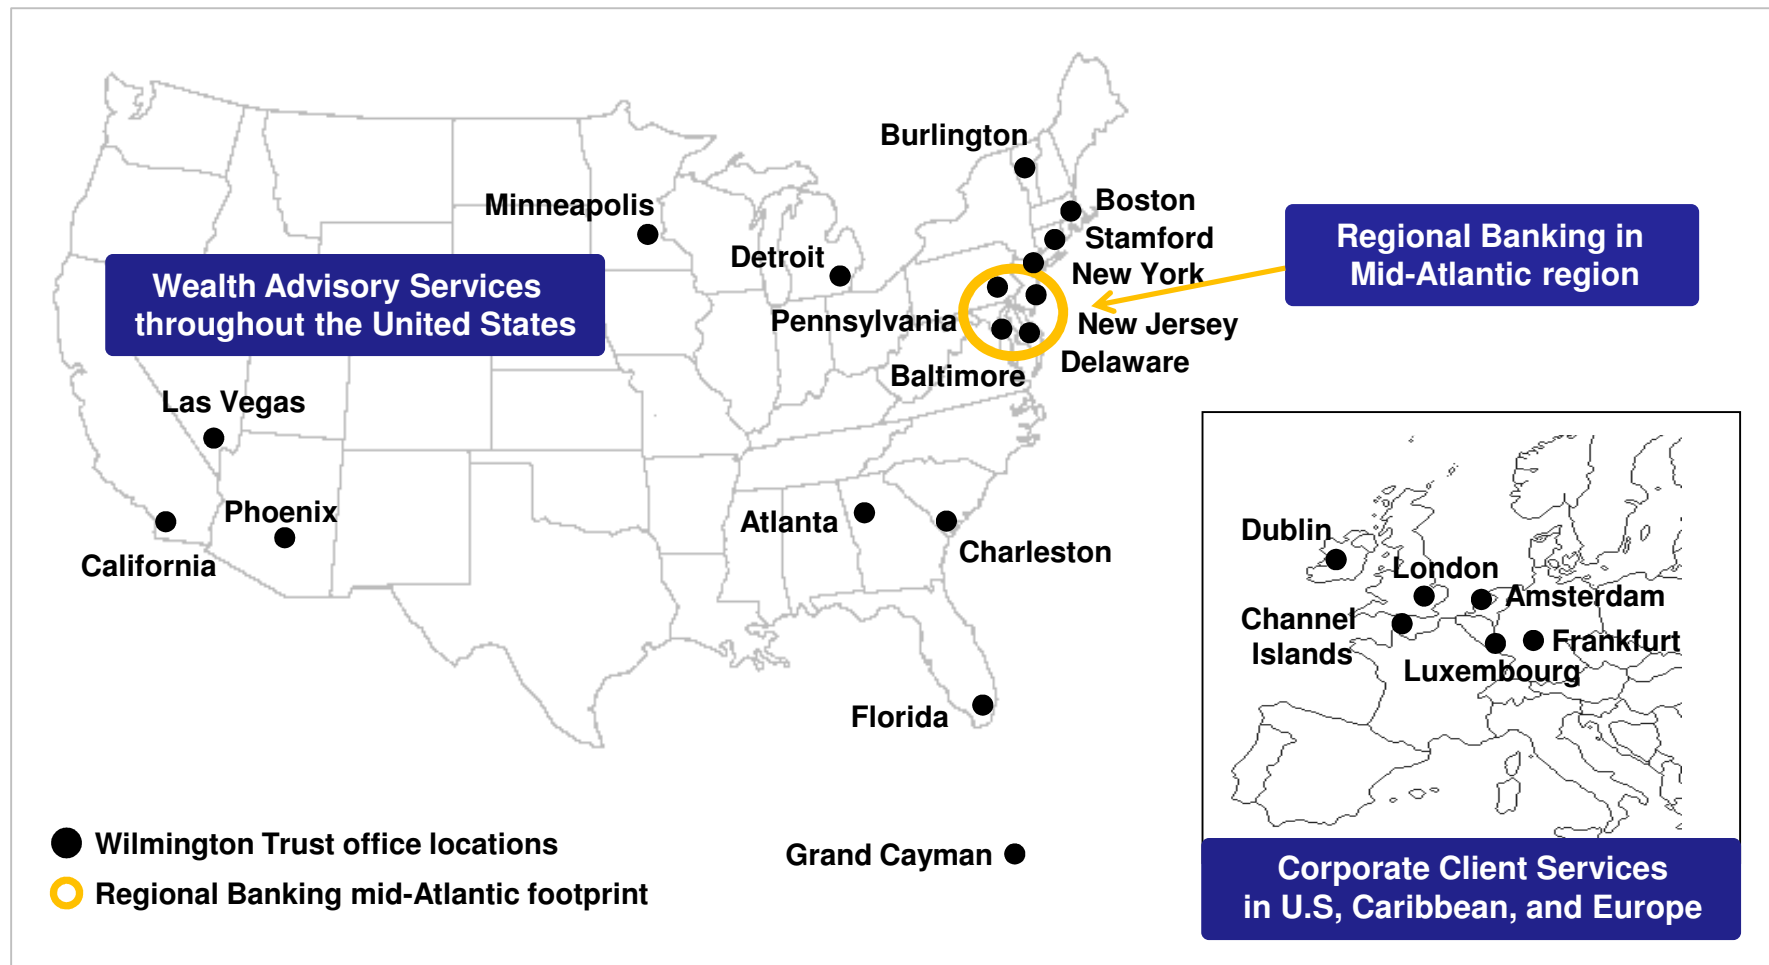 Burlington
Minneapolis
Boston
Stamford
Detroit
New York
Regional Banking in
Mid-Atlantic region
Wealth Advisory Services
throughout the United States
Pennsylvania
New Jersey
Delaware
Baltimore
Las Vegas
Phoenix
California
Atlanta
Charleston
Florida
Dublin
London
Amsterdam
Channel
Islands
Frankfurt
Luxembourg
Wilmington Trust office locations
Regional Banking mid-Atlantic footprint
Grand Cayman
Corporate Client Services
in U.S, Caribbean, and Europe